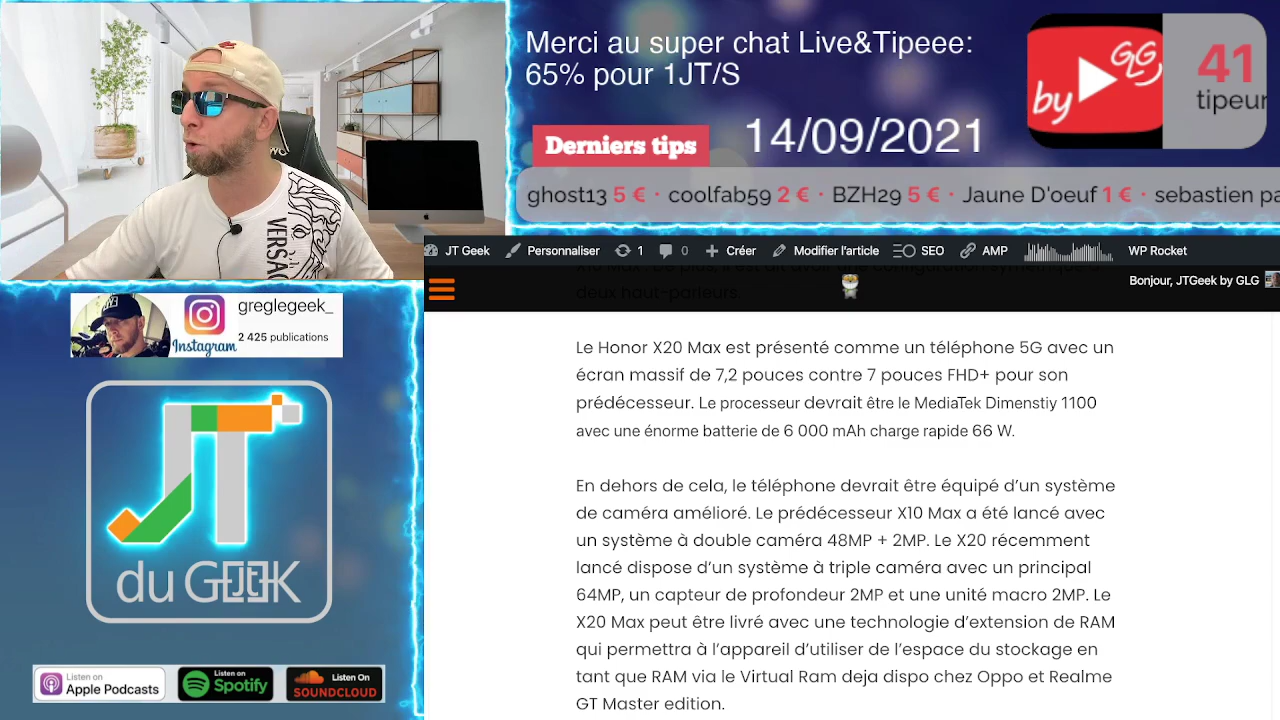 Merci au super chat Live&Tipeee:
65% pour 1JT/S
by GLG
41
tipeur
Derniers tips
14/09/2021
ghost13 5 € · coolfab59 2 € · BZH29 5 € · Jaune D'oeuf 1 € · sebastien pa
VERSAC
JT Geek Personnaliser 1 0 Créer Modifier l'article SEO AMP WP Rocket
Bonjour, JTGeek by GLG
deux haut-parleurs.
greglegeek_
2 425 publications
Instagram
Le Honor X20 Max est présenté comme un téléphone 5G avec un
écran massif de 7,2 pouces contre 7 pouces FHD+ pour son
prédécesseur. Le processeur devrait être le MediaTek Dimenstiy 1100
avec une énorme batterie de 6 000 mAh charge rapide 66 W.
En dehors de cela, le téléphone devrait être équipé d'un système
de caméra amélioré. Le prédécesseur X10 Max a été lancé avec
un système à double caméra 48MP + 2MP. Le X20 récemment
lancé dispose d'un système à triple caméra avec un principal
64MP, un capteur de profondeur 2MP et une unité macro 2MP. Le
X20 Max peut être livré avec une technologie d'extension de RAM
qui permettra à l'appareil d'utiliser de l'espace du stockage en
tant que RAM via le Virtual Ram deja dispo chez Oppo et Realme
GT Master edition.
JT
du GEEK
Listen on
Apple Podcasts
Listen on
Spotify
Listen On
SOUNDCLOUD